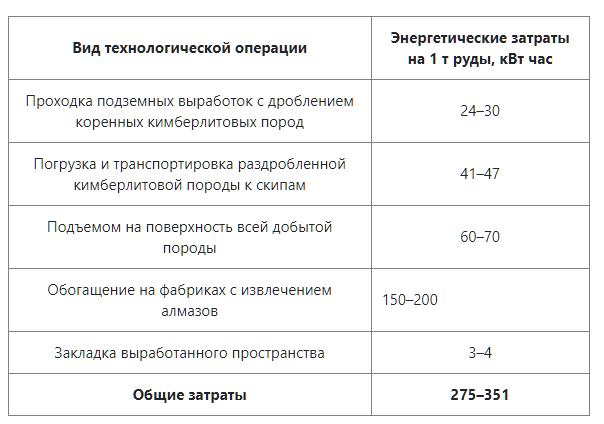 Вид технологической операции
Энергетические затраты
на 1 т руды, кВт час
Проходка подземных выработок с дроблением
коренных кимберлитовых пород
24–30
Погрузка и транспортировка раздробленной
кимберлитовой породы к скипам
41–47
Подъемом на поверхность всей добытой
породы
60–70
Обогащение на фабриках с извлечением
алмазов
150–200
Закладка выработанного пространства
3–4
Общие затраты
275–351